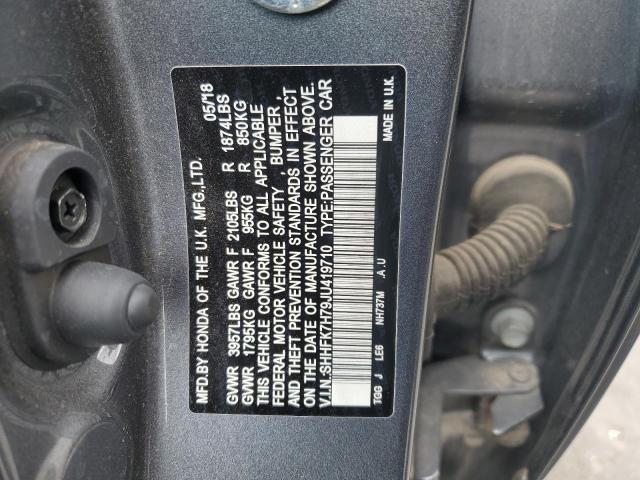 MFD.BY HONDA OF THE U.K. MFG.,LTD. 05/18
GVWR 3957LBS GAWR F 2105LBS R 1874LBS
GVWR 1795KG GAWR F 955KG R 850KG
THIS VEHICLE CONFORMS TO ALL APPLICABLE
FEDERAL MOTOR VEHICLE SAFETY , BUMPER ,
AND THEFT PREVENTION STANDARDS IN EFFECT
ON THE DATE OF MANUFACTURE SHOWN ABOVE.
V.I.N.:SHHFK7H79JU419710 TYPE:PASSENGER CAR
TGG J LE6 NH737M .A .U MADE IN U.K.